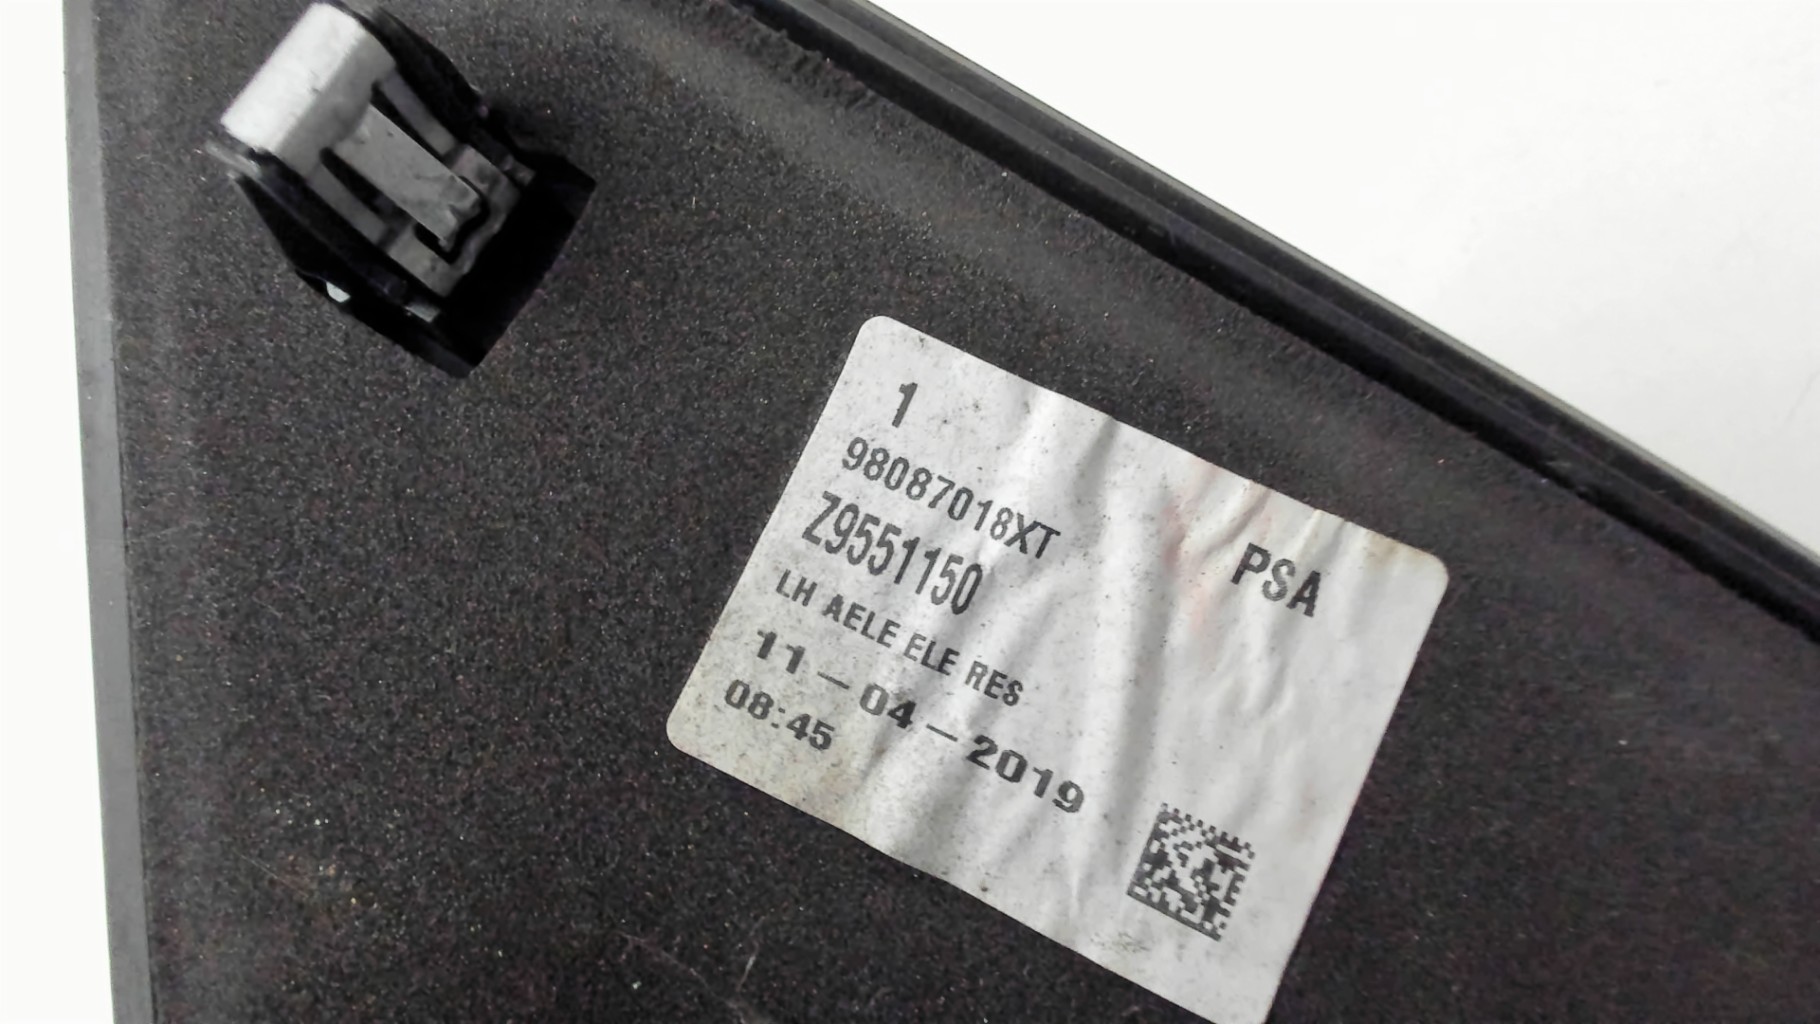 1
98087018XT
PSA
Z9551150
LH AELE ELE RES
11-04-2019
08:45